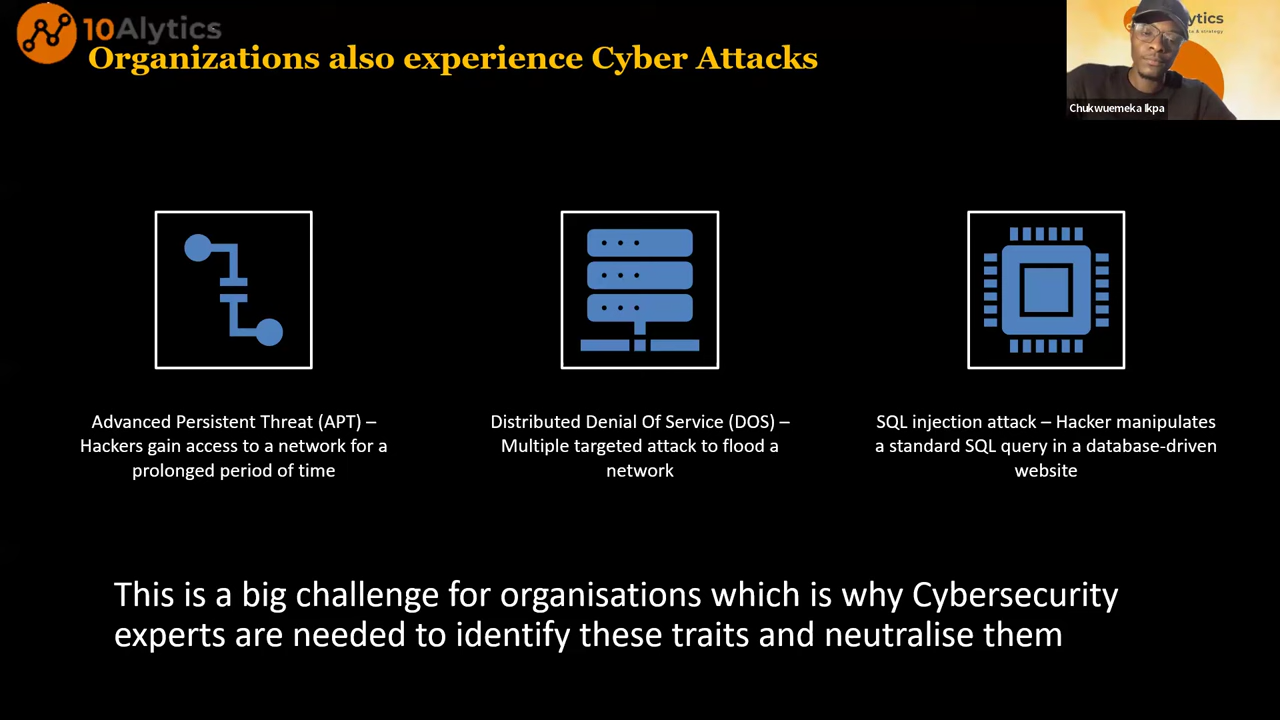 10Alytics
Organizations also experience Cyber Attacks
Chukwuemeka Ikpa
Advanced Persistent Threat (APT) –
Hackers gain access to a network for a
prolonged period of time
Distributed Denial Of Service (DOS) –
Multiple targeted attack to flood a
network
SQL injection attack – Hacker manipulates
a standard SQL query in a database-driven
website
This is a big challenge for organisations which is why Cybersecurity
experts are needed to identify these traits and neutralise them